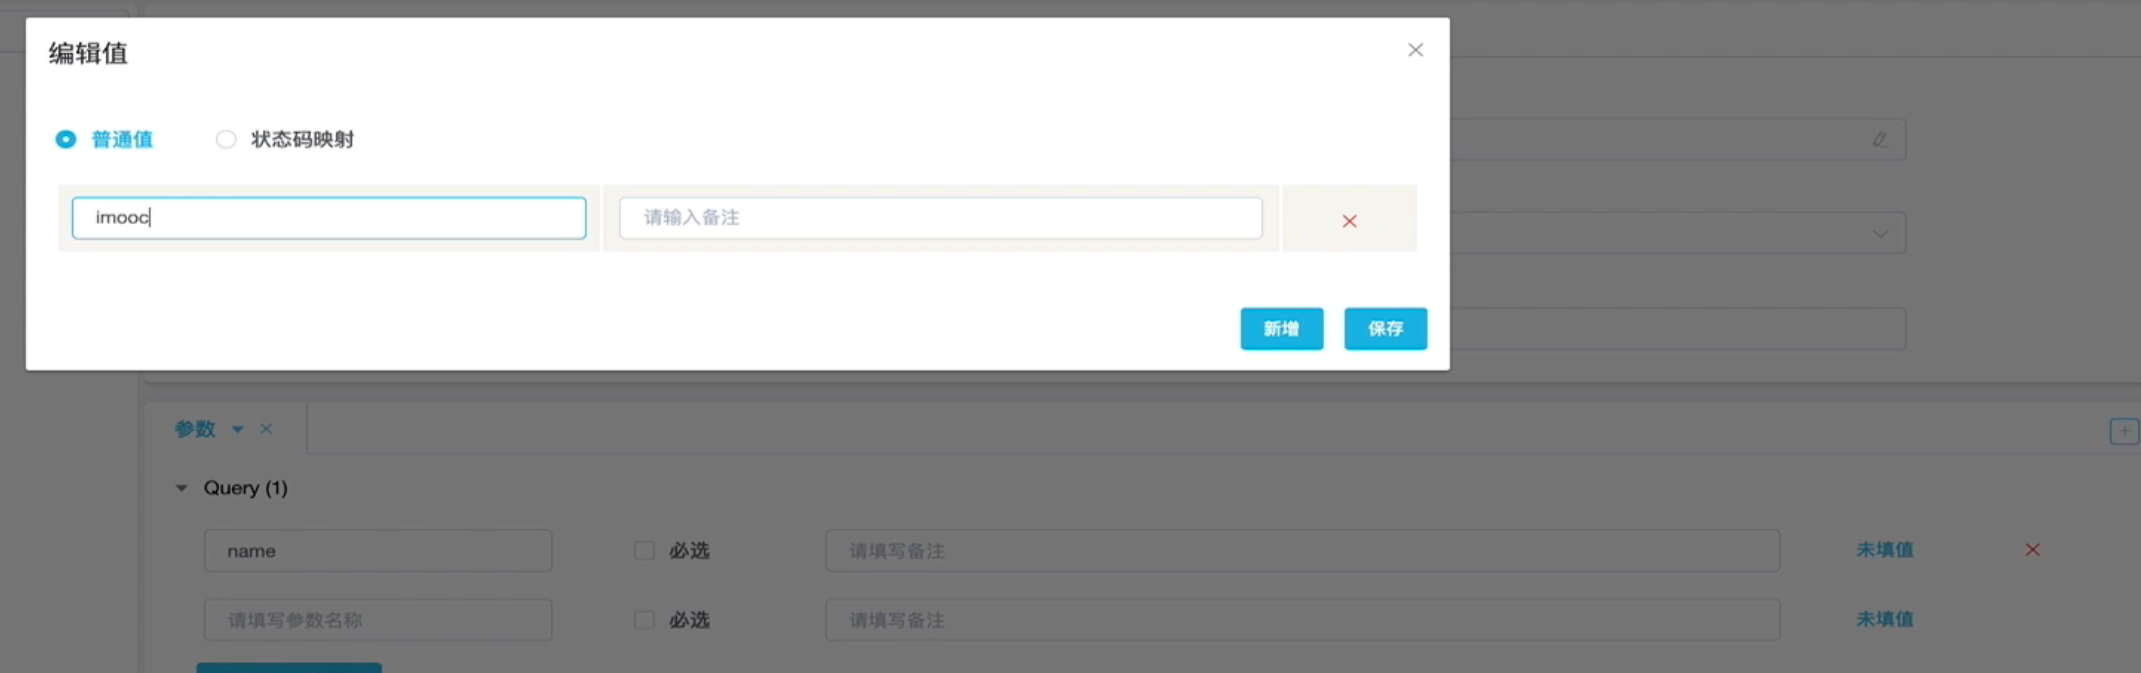 编辑值
普通值 状态码映射
imooc 请输入备注
新增 保存
参数
Query (1)
name 必选 请填写备注 未填值
请填写参数名称 必选 请填写备注 未填值